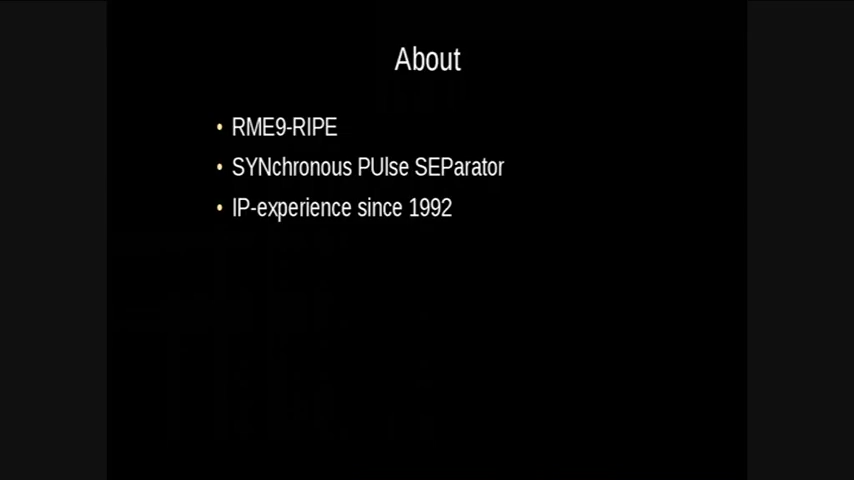 About
• RME9-RIPE
• SYNchronous PUlse SEParator
• IP-experience since 1992